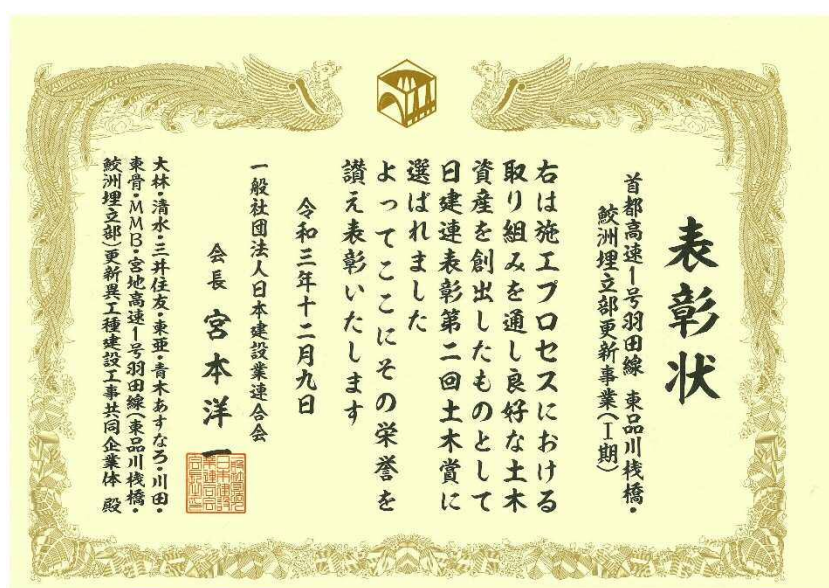 表彰状
首都高速1号羽田線 東品川桟橋・
鮫洲埋立部更新事業(Ⅰ期)
右は施工プロセスにおける
取り組みを通し良好な土木
資産を創出したものとして
日建連表彰第二回土木賞に
選ばれました
よってここにその栄誉を
讃え表彰いたします
令和三年十二月九日
一般社団法人日本建設業連合会
会長 宮本洋一
大林・清水・三井住友・東亜・青木あすなろ・川田・
東骨・MMB・宮地高速1号羽田線(東品川桟橋・
鮫洲埋立部)更新異工種建設工事共同企業体 殿